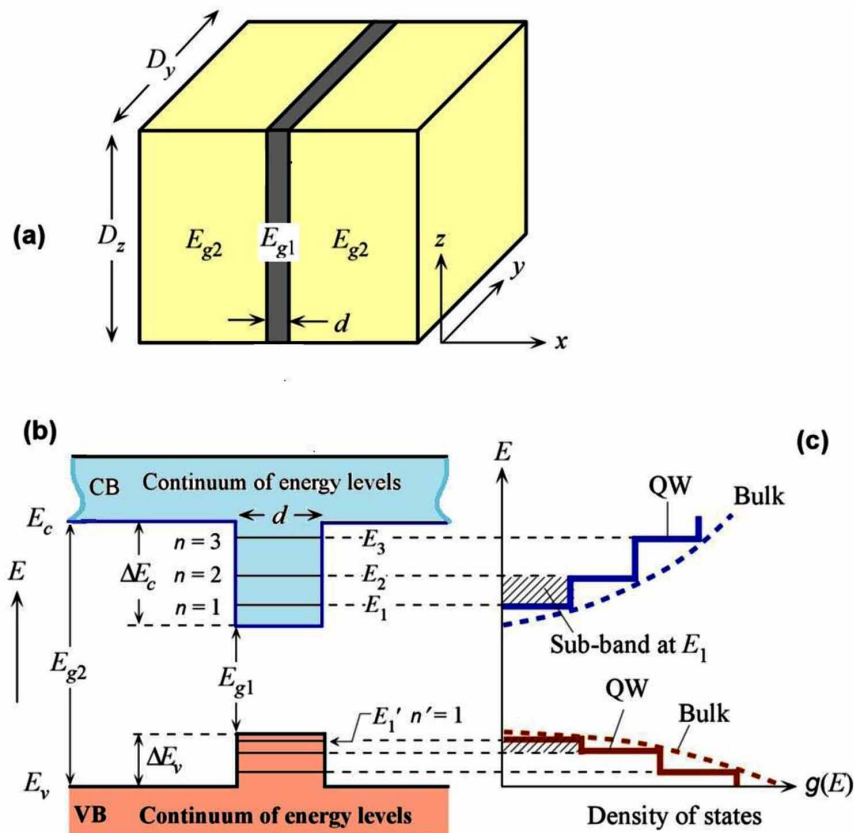 (a)
D_y
D_z
E_g2
E_g1
E_g2
d
z
y
x
(b)
CB
Continuum of energy levels
E_c
d
n = 3
E_3
ΔE_c
n = 2
E_2
n = 1
E_1
E
E_g2
E_g1
E_1′ n′ = 1
ΔE_v
E_v
VB
Continuum of energy levels
(c)
E
QW
Bulk
Sub-band at E_1
QW
Bulk
g(E)
Density of states